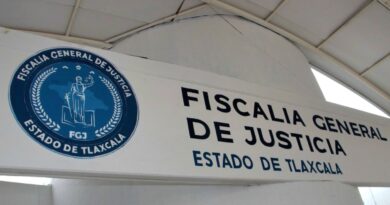 FISCALIA GENERAL DE JUSTICIA
FGJ
ESTADO DE TLAXCALA
FISCALIA GENERAL
DE JUSTICIA
ESTADO DE TLAXCALA